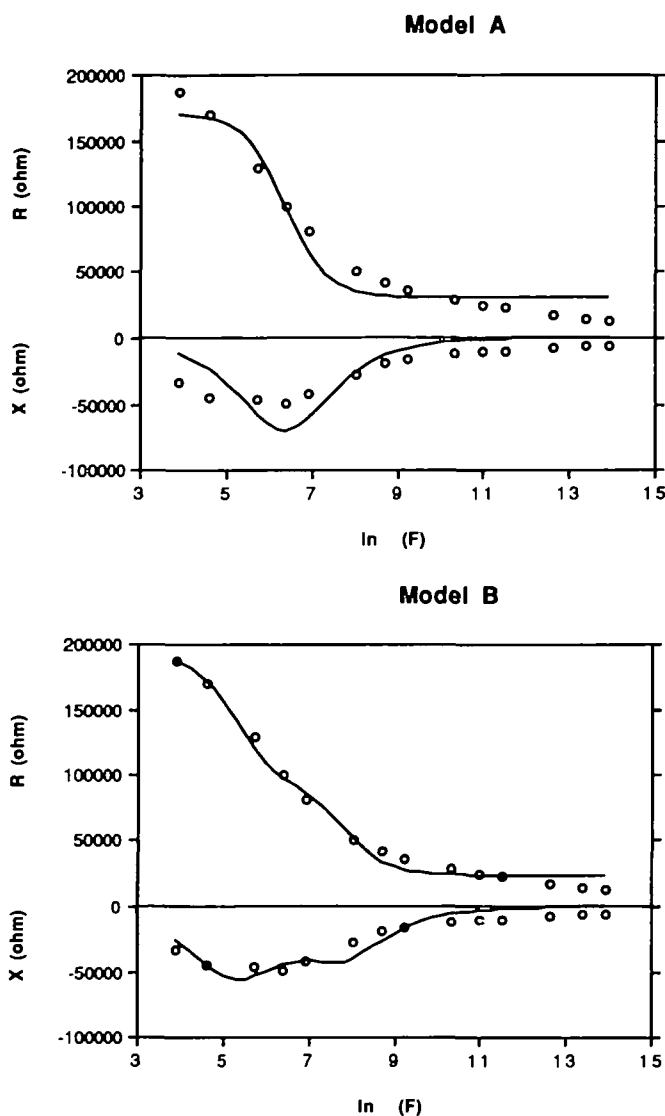 Model A
200000
150000
R (ohm)
100000
50000
0
X (ohm)
-50000
-100000
3 5 7 9 11 13 15
ln (F)
Model B
200000
150000
R (ohm)
100000
50000
0
X (ohm)
-50000
-100000
3 5 7 9 11 13 15
ln (F)